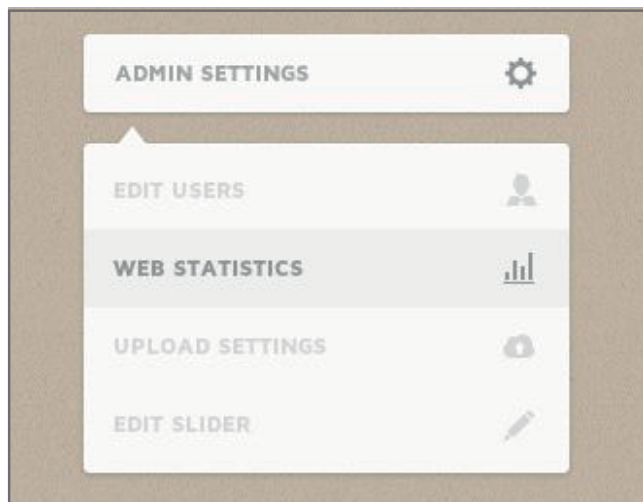 ADMIN SETTINGS
EDIT USERS
WEB STATISTICS
UPLOAD SETTINGS
EDIT SLIDER